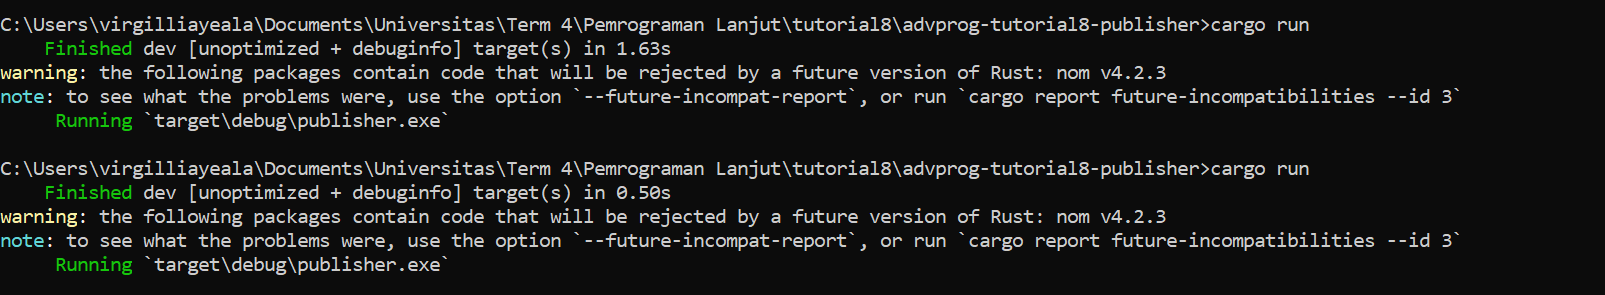 C:\Users\virgilliayeala\Documents\Universitas\Term 4\Pemrograman Lanjut\tutorial8\advprog-tutorial8-publisher>cargo run
    Finished dev [unoptimized + debuginfo] target(s) in 1.63s
warning: the following packages contain code that will be rejected by a future version of Rust: nom v4.2.3
note: to see what the problems were, use the option `--future-incompat-report`, or run `cargo report future-incompatibilities --id 3`
     Running `target\debug\publisher.exe`
C:\Users\virgilliayeala\Documents\Universitas\Term 4\Pemrograman Lanjut\tutorial8\advprog-tutorial8-publisher>cargo run
    Finished dev [unoptimized + debuginfo] target(s) in 0.50s
warning: the following packages contain code that will be rejected by a future version of Rust: nom v4.2.3
note: to see what the problems were, use the option `--future-incompat-report`, or run `cargo report future-incompatibilities --id 3`
     Running `target\debug\publisher.exe`